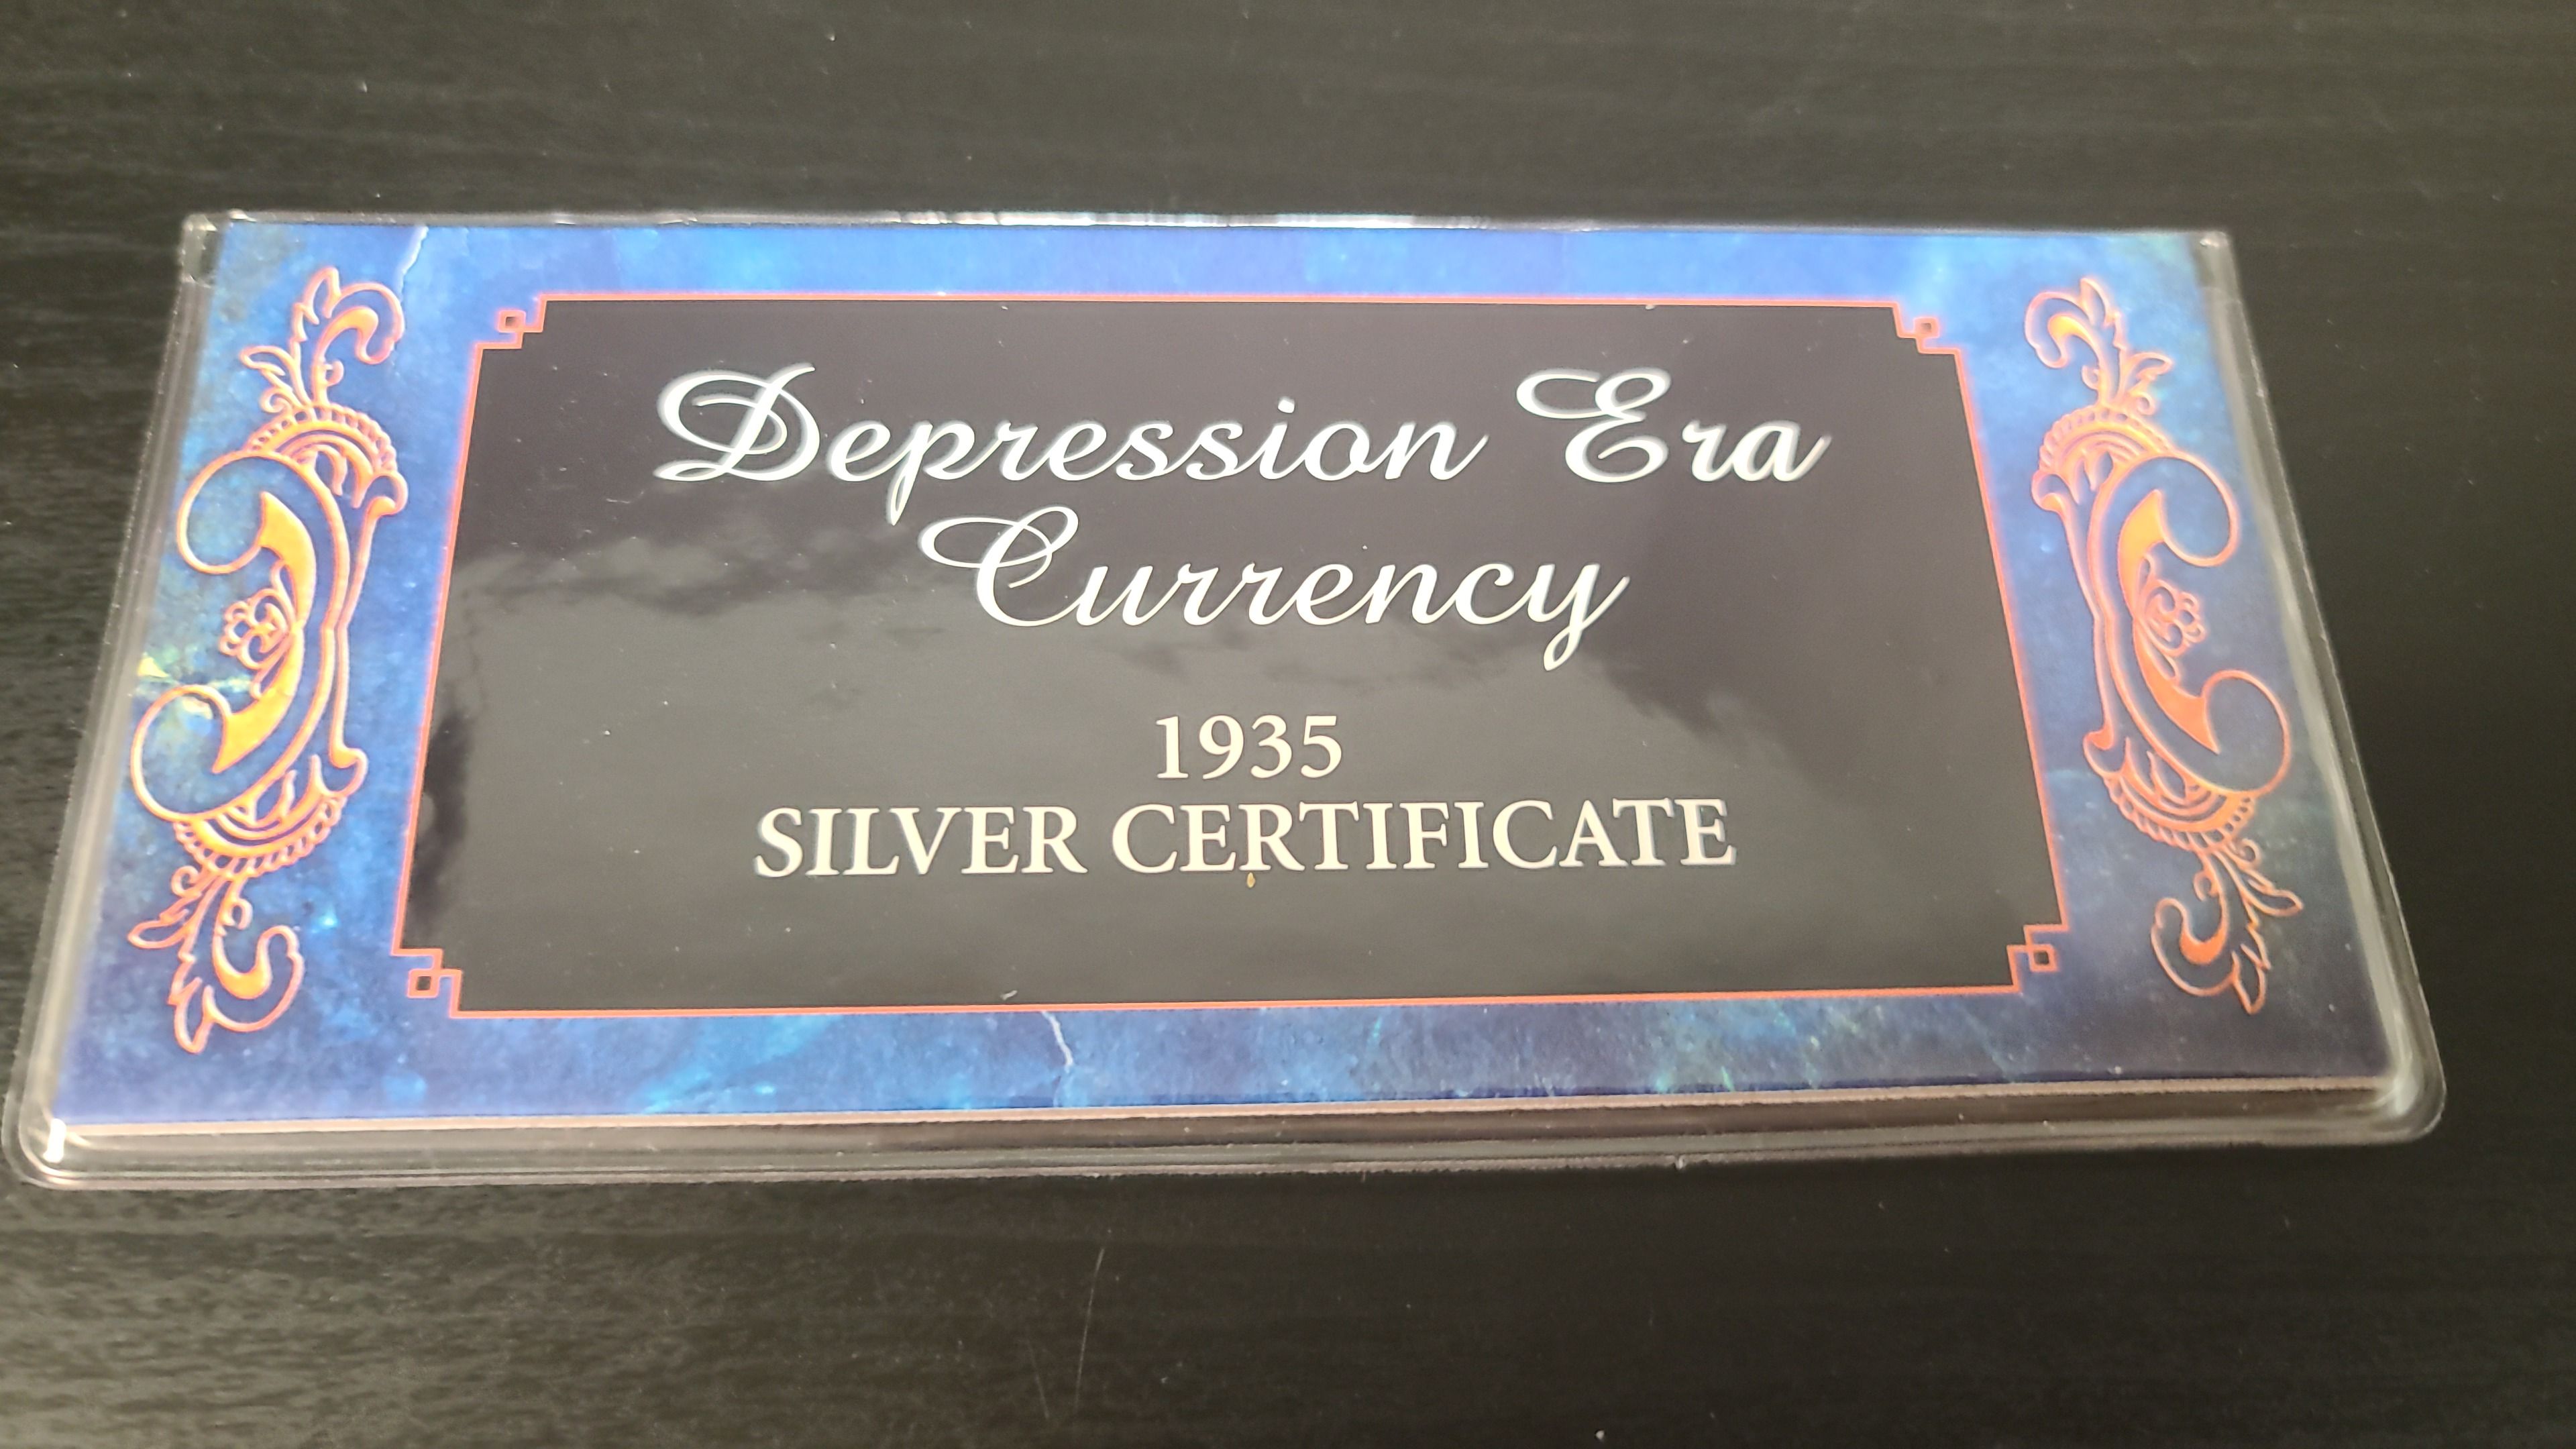 Depression Era
Currency
1935
SILVER CERTIFICATE